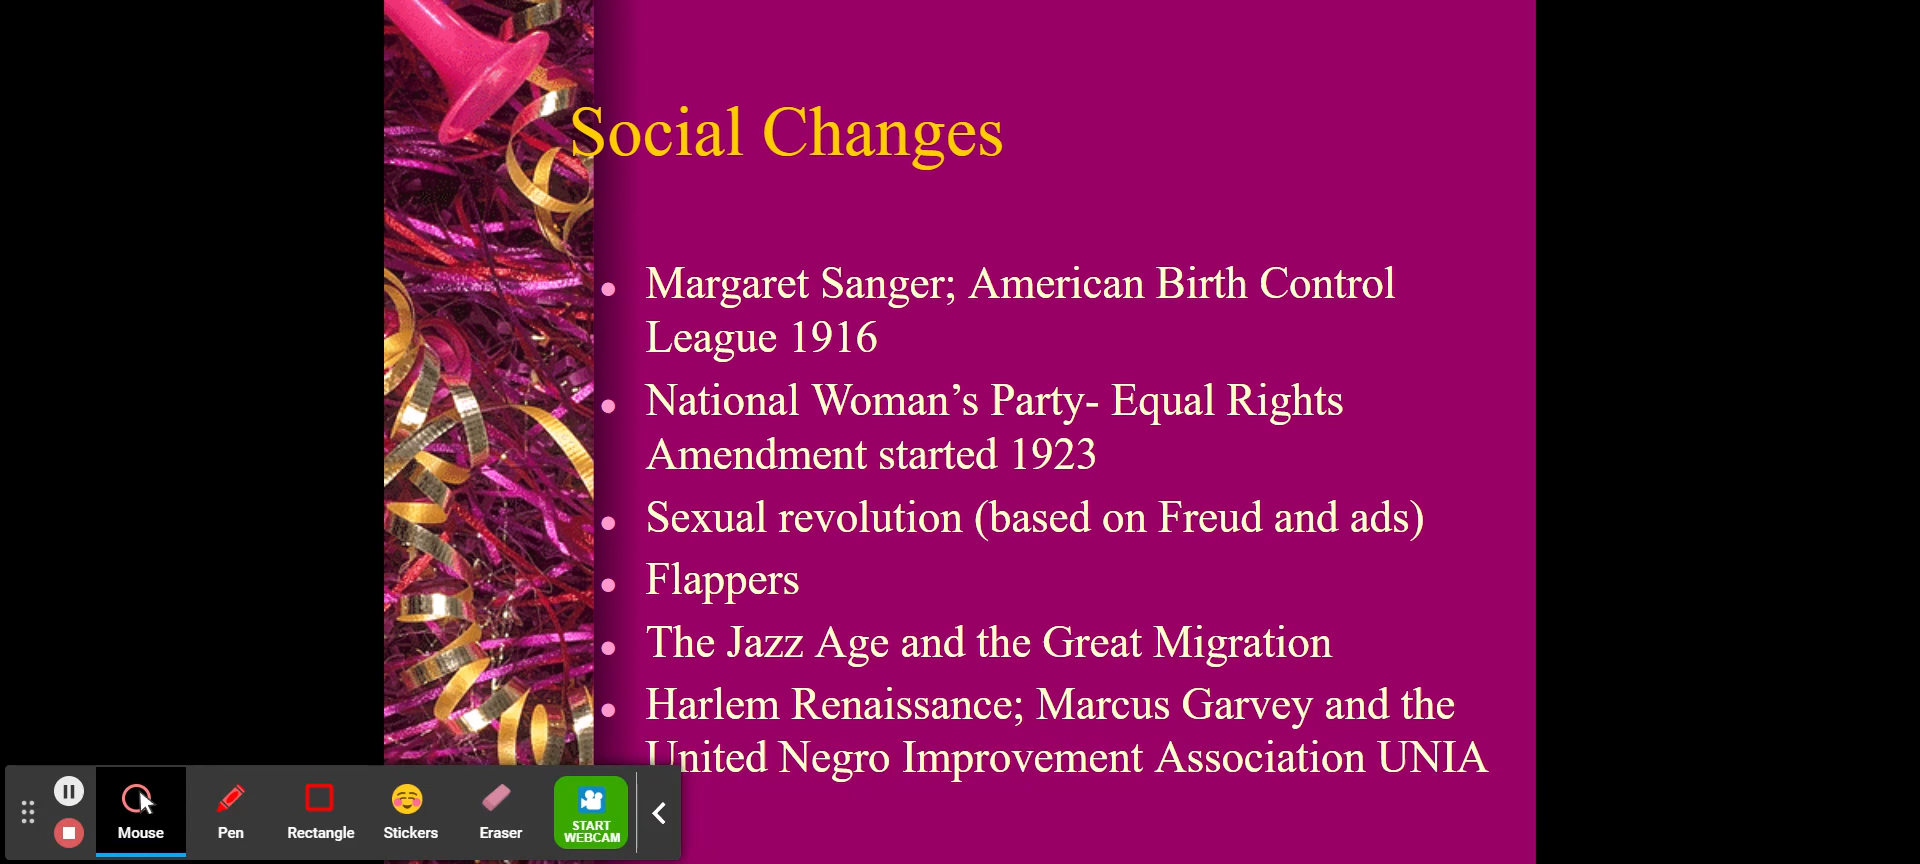 Social Changes
• Margaret Sanger; American Birth Control
League 1916
• National Woman’s Party- Equal Rights
Amendment started 1923
• Sexual revolution (based on Freud and ads)
• Flappers
• The Jazz Age and the Great Migration
• Harlem Renaissance; Marcus Garvey and the
United Negro Improvement Association UNIA
Mouse
Pen
Rectangle
Stickers
Eraser
START
WEBCAM